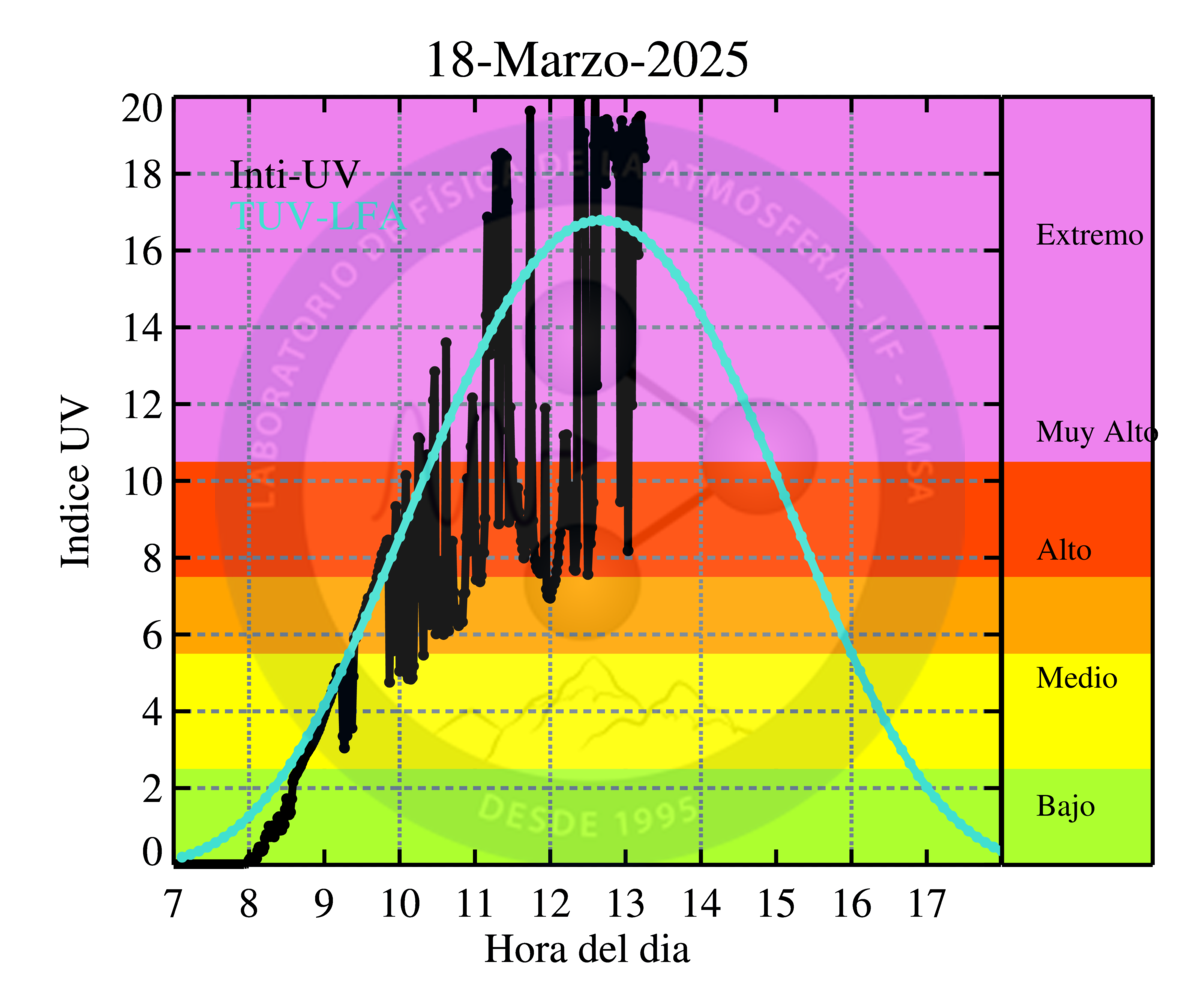 18-Marzo-2025
Inti-UV
TUV-LFA
LABORATORIO DE FÍSICA DE LA ATMÓSFERA - IIF - UMSA
DESDE 1995
Indice UV
20
18
16
14
12
10
8
6
4
2
0
Extremo
Muy Alto
Alto
Medio
Bajo
7 8 9 10 11 12 13 14 15 16 17
Hora del dia